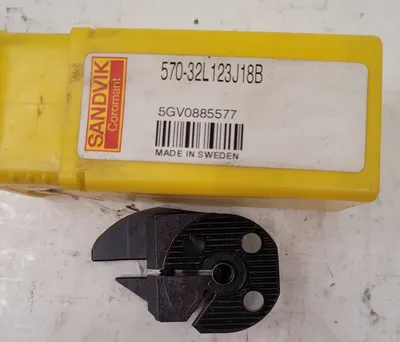 SANDVIK
Coromant
570-32L123J18B
5GV0885577
MADE IN SWEDEN